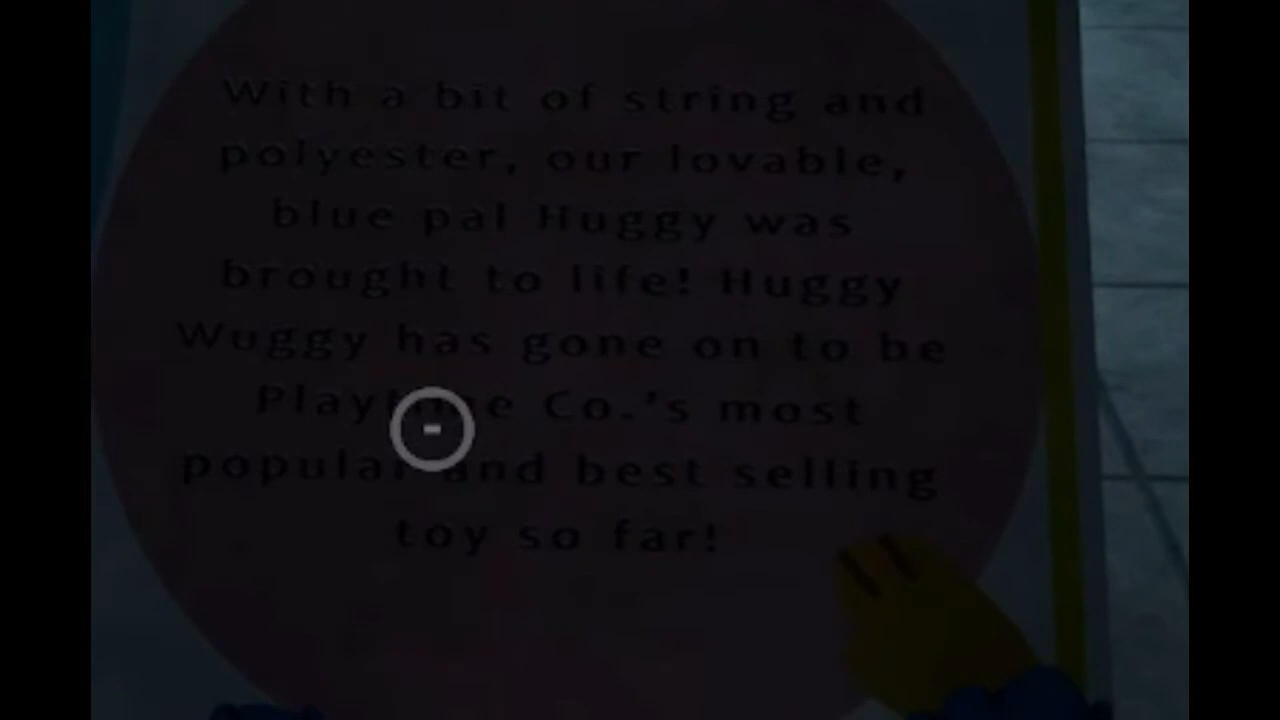 With a bit of string and
polyester, our lovable,
blue pal Huggy was
brought to life! Huggy
Wuggy has gone on to be
Playtime Co.'s most
popular and best selling
toy so far!